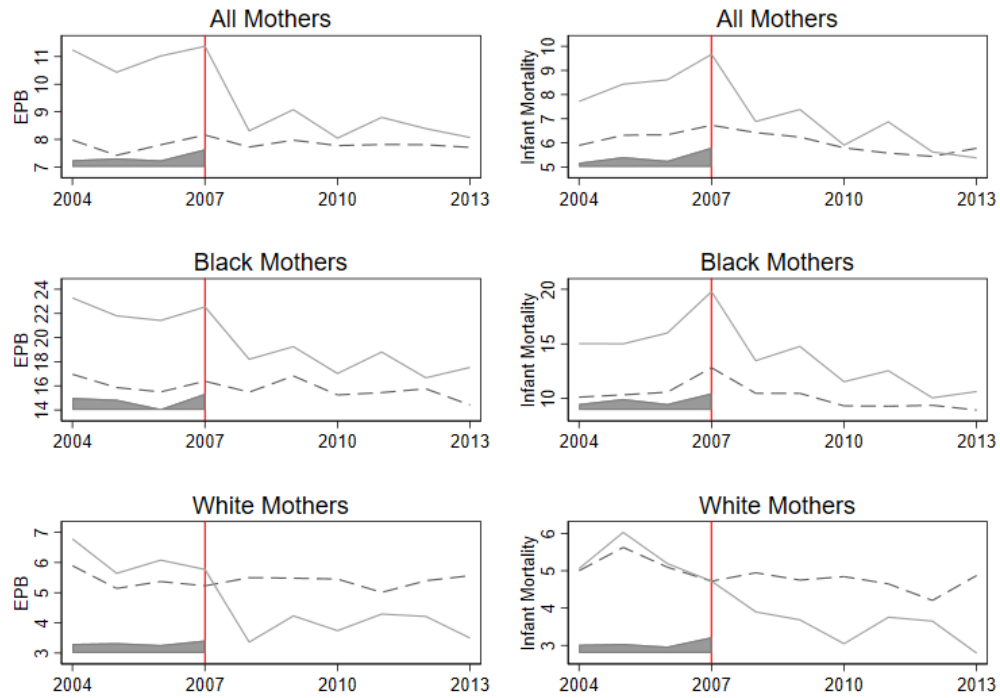 All Mothers
EPB
11
10
9
8
7
2004 2007 2010 2013
All Mothers
Infant Mortality
10
9
8
7
6
5
2004 2007 2010 2013
Black Mothers
EPB
24
22
20
18
16
14
2004 2007 2010 2013
Black Mothers
Infant Mortality
20
15
10
2004 2007 2010 2013
White Mothers
EPB
7
6
5
4
3
2004 2007 2010 2013
White Mothers
Infant Mortality
6
5
4
3
2004 2007 2010 2013